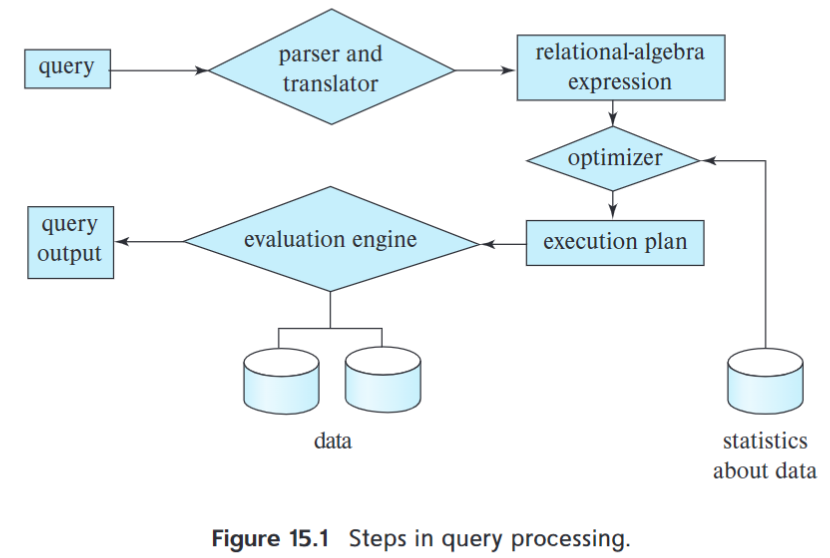 query
parser and
translator
relational-algebra
expression
optimizer
query
output
evaluation engine
execution plan
data
statistics
about data
Figure 15.1 Steps in query processing.